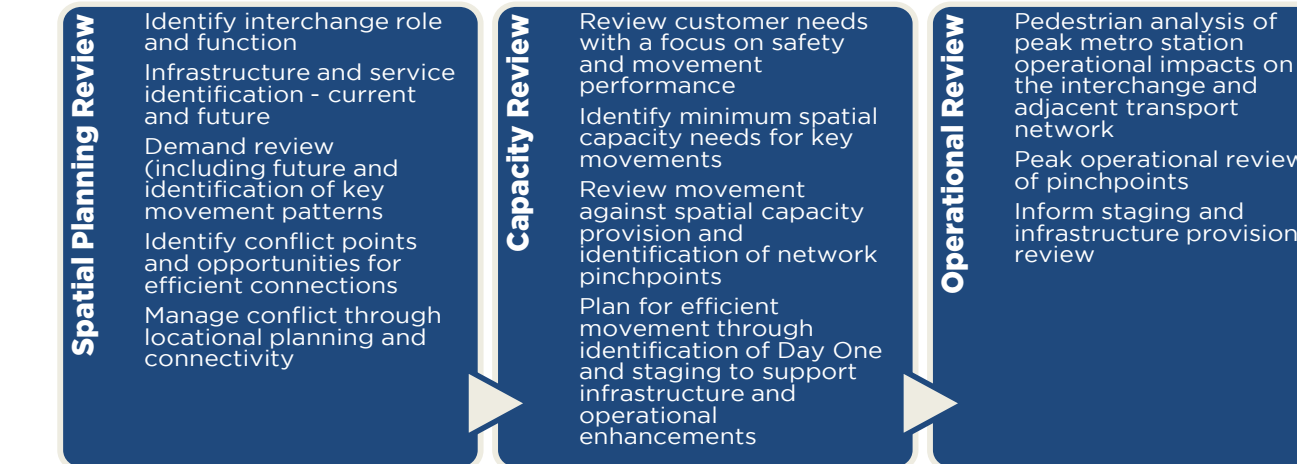 Spatial Planning Review
Identify interchange role
and function
Infrastructure and service
identification - current
and future
Demand review
(including future and
identification of key
movement patterns
Identify conflict points
and opportunities for
efficient connections
Manage conflict through
locational planning and
connectivity
Capacity Review
Review customer needs
with a focus on safety
and movement
performance
Identify minimum spatial
capacity needs for key
movements
Review movement
against spatial capacity
provision and
identification of network
pinchpoints
Plan for efficient
movement through
identification of Day One
and staging to support
infrastructure and
operational
enhancements
Operational Review
Pedestrian analysis of
peak metro station
operational impacts on
the interchange and
adjacent transport
network
Peak operational review
of pinchpoints
Inform staging and
infrastructure provision
review